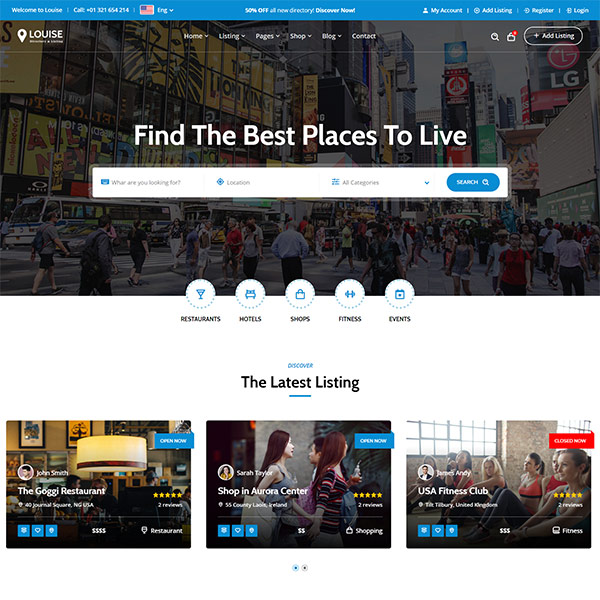 Welcome to Louise
Call: +01 321 654 214
Eng
50% OFF all new directory! Discover Now!
My Account
Add Listing
Register
Login
LOUISE
Home
Listing
Pages
Shop
Blog
Contact
+ Add Listing
LG
Find The Best Places To Live
What are you looking for?
Location
All Categories
SEARCH
RESTAURANTS
HOTELS
SHOPS
FITNESS
EVENTS
DISCOVER
The Latest Listing
OPEN NOW
John Smith
The Goggi Restaurant
40 Journal Square, NG USA
2 reviews
$$$$
Restaurant
OPEN NOW
Sarah Taylor
Shop in Aurora Center
55 County Laoit, Ireland
2 reviews
$$
Shopping
CLOSED NOW
James Andy
USA Fitness Club
Tilt Tilbury, United Kingdom
2 reviews
$$$
Fitness